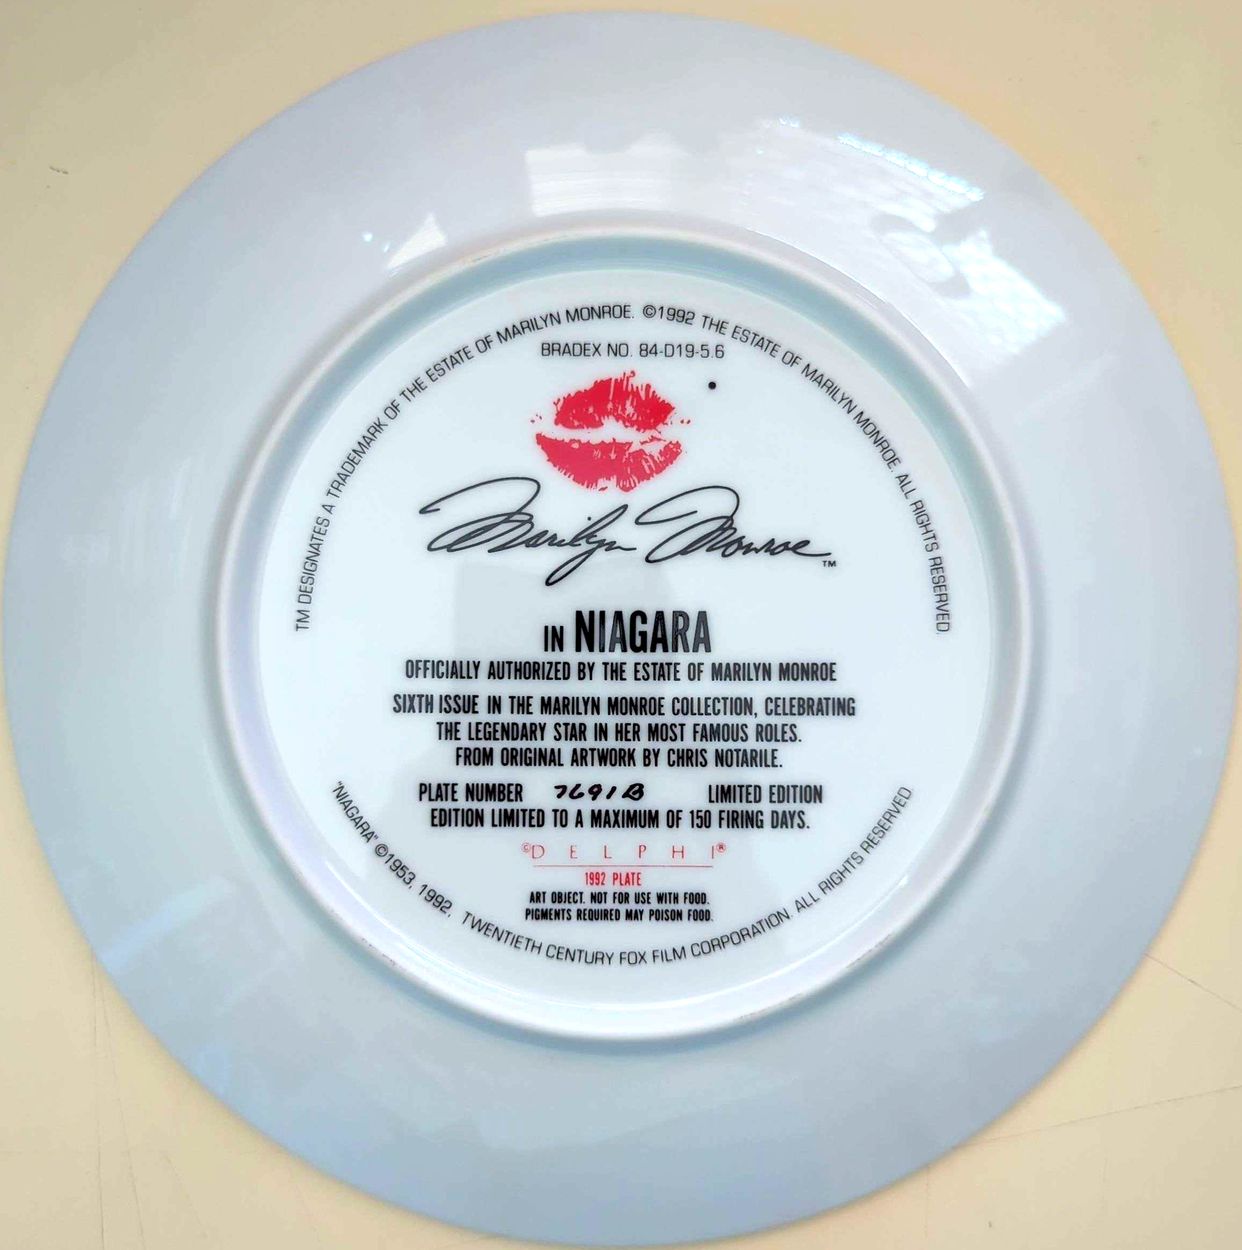 TM DESIGNATES A TRADEMARK OF THE ESTATE OF MARILYN MONROE. ©1992 THE ESTATE OF MARILYN MONROE. ALL RIGHTS RESERVED.
BRADEX NO. 84-D19-5.6
Marilyn Monroe™
IN NIAGARA
OFFICIALLY AUTHORIZED BY THE ESTATE OF MARILYN MONROE
SIXTH ISSUE IN THE MARILYN MONROE COLLECTION, CELEBRATING
THE LEGENDARY STAR IN HER MOST FAMOUS ROLES.
FROM ORIGINAL ARTWORK BY CHRIS NOTARILE.
PLATE NUMBER 7691B LIMITED EDITION
EDITION LIMITED TO A MAXIMUM OF 150 FIRING DAYS.
©DELPHI®
1992 PLATE
ART OBJECT. NOT FOR USE WITH FOOD.
PIGMENTS REQUIRED MAY POISON FOOD.
"NIAGARA" ©1953, 1992, TWENTIETH CENTURY FOX FILM CORPORATION. ALL RIGHTS RESERVED